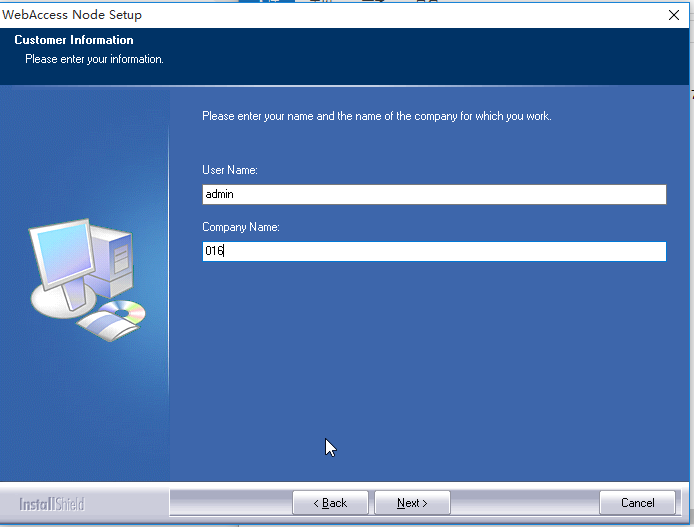 WebAccess Node Setup
Customer Information
Please enter your information.
Please enter your name and the name of the company for which you work.
User Name:
admin
Company Name:
016
InstallShield
< Back
Next >
Cancel